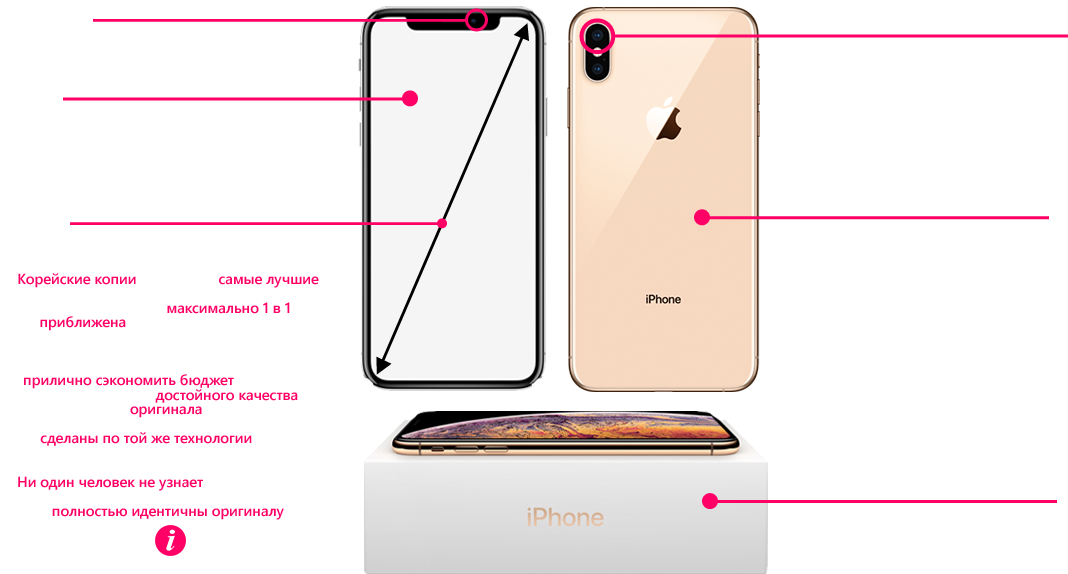 Корейские копии самые лучшие
максимально 1 в 1
приближена
прилично сэкономить бюджет
достойного качества
оригинала
сделаны по той же технологии
Ни один человек не узнает
полностью идентичны оригиналу
i
iPhone
iPhone